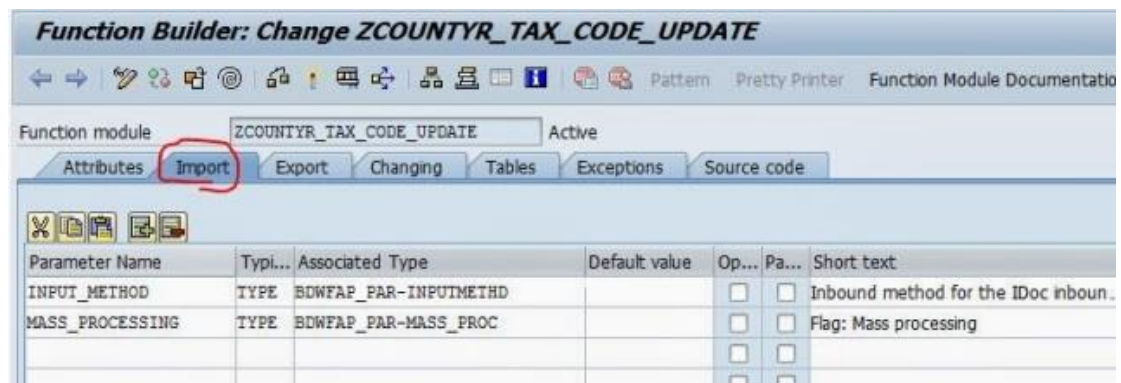 Function Builder: Change ZCOUNTYR_TAX_CODE_UPDATE
Pattern Pretty Printer Function Module Documentatio
Function module ZCOUNTYR_TAX_CODE_UPDATE Active
Attributes Import Export Changing Tables Exceptions Source code
Parameter Name Typi... Associated Type Default value Op... Pa... Short text
INPUT_METHOD TYPE BDWFAP_PAR-INPUTMETHD Inbound method for the IDoc inboun..
MASS_PROCESSING TYPE BDWFAP_PAR-MASS_PROC Flag: Mass processing